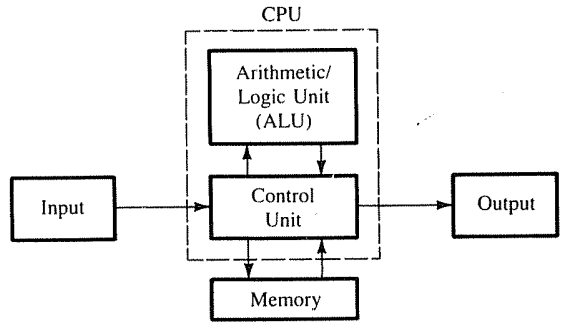 CPU
Arithmetic/
Logic Unit
(ALU)
Input
Control
Unit
Output
Memory